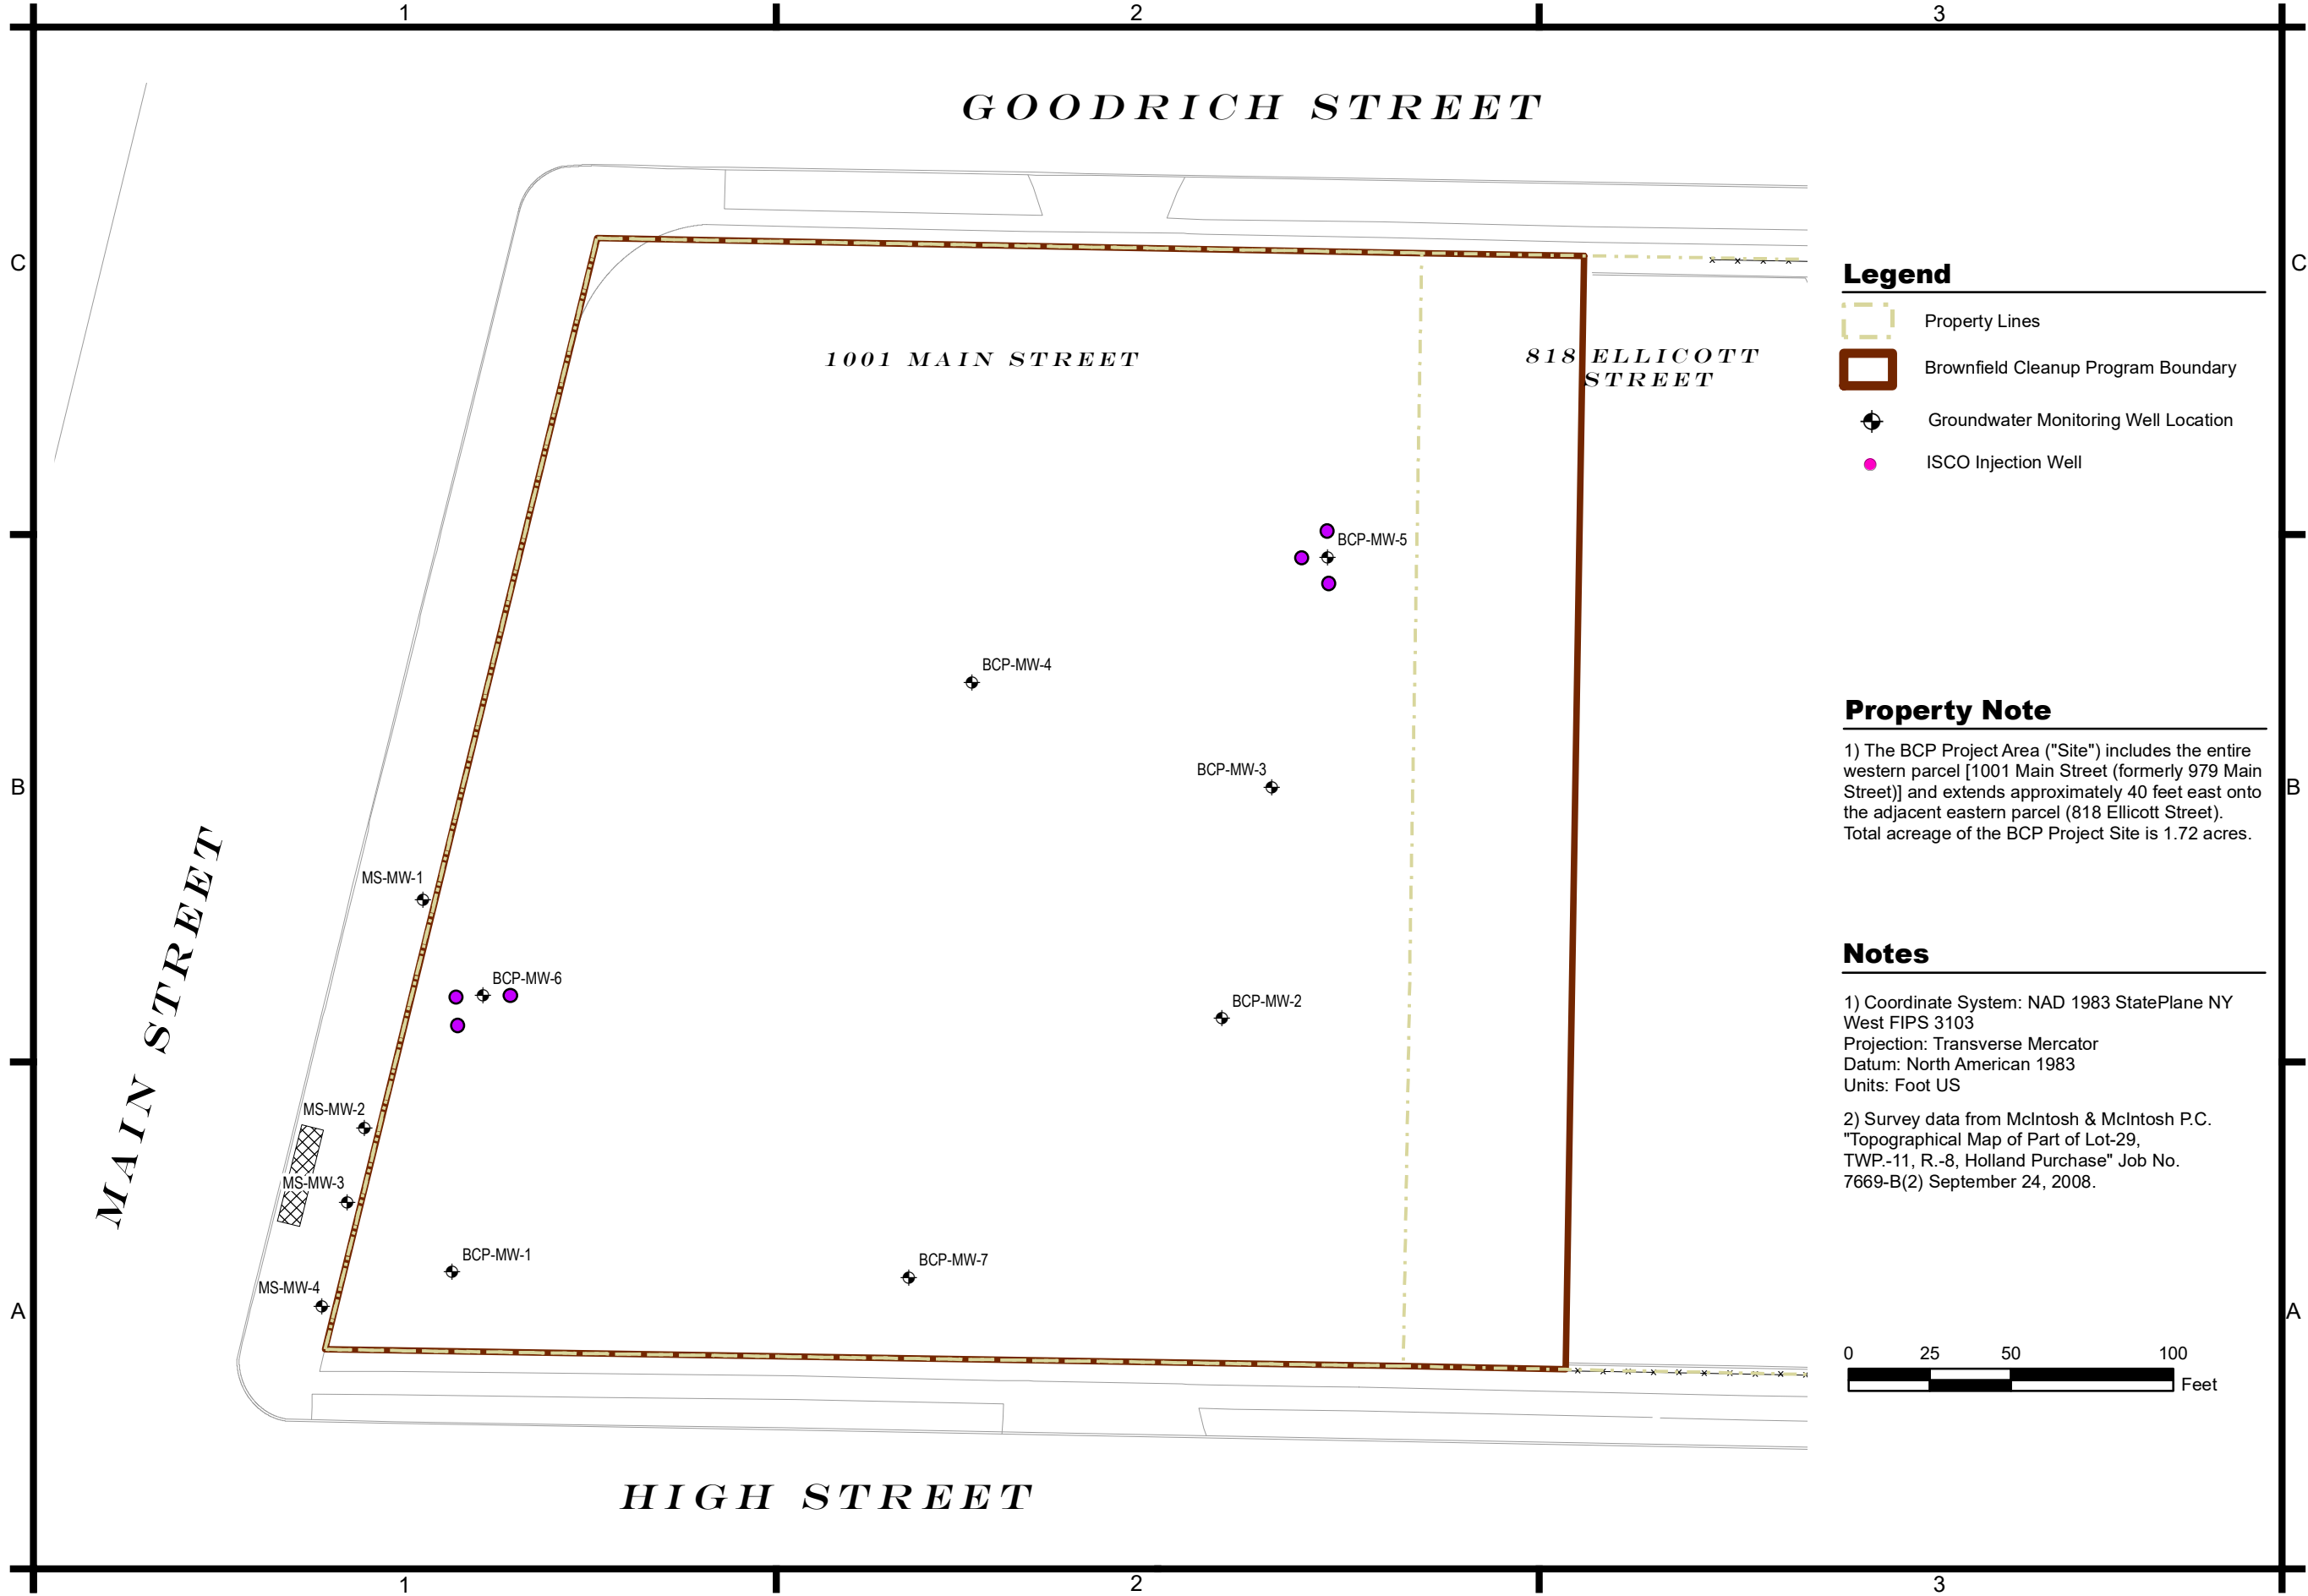 1 2 3
GOODRICH STREET
C C
Legend
Property Lines
Brownfield Cleanup Program Boundary
Groundwater Monitoring Well Location
ISCO Injection Well
1001 MAIN STREET
818 ELLICOTT
STREET
BCP-MW-5
BCP-MW-4
BCP-MW-3
Property Note
1) The BCP Project Area ("Site") includes the entire
western parcel [1001 Main Street (formerly 979 Main
Street)] and extends approximately 40 feet east onto
the adjacent eastern parcel (818 Ellicott Street).
Total acreage of the BCP Project Site is 1.72 acres.
B B
MAIN STREET
MS-MW-1
BCP-MW-6
BCP-MW-2
Notes
1) Coordinate System: NAD 1983 StatePlane NY
West FIPS 3103
Projection: Transverse Mercator
Datum: North American 1983
Units: Foot US
2) Survey data from McIntosh & McIntosh P.C.
"Topographical Map of Part of Lot-29,
TWP.-11, R.-8, Holland Purchase" Job No.
7669-B(2) September 24, 2008.
MS-MW-2
MS-MW-3
BCP-MW-1
BCP-MW-7
MS-MW-4
A A
0 25 50 100
Feet
HIGH STREET
1 2 3